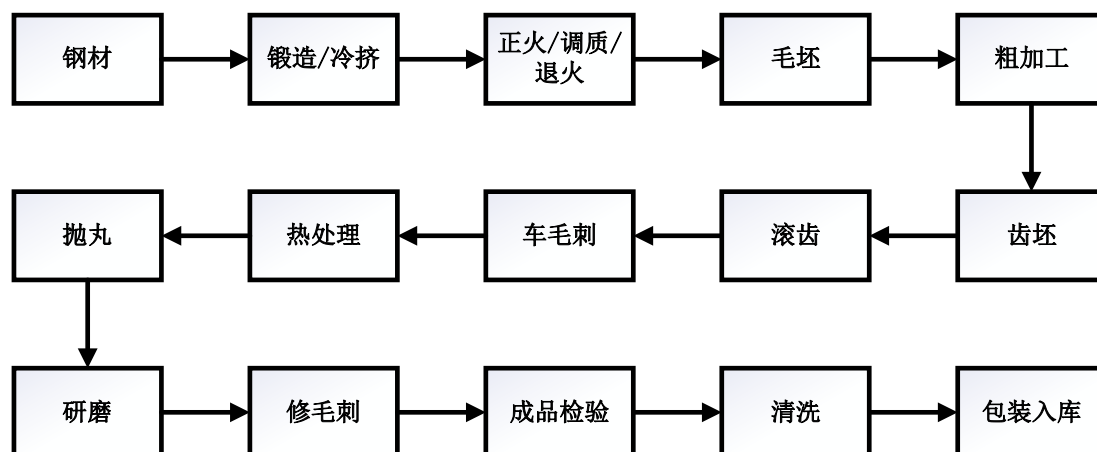 钢材
锻造/冷挤
正火/调质/
退火
毛坯
粗加工
齿坯
滚齿
车毛刺
热处理
抛丸
研磨
修毛刺
成品检验
清洗
包装入库